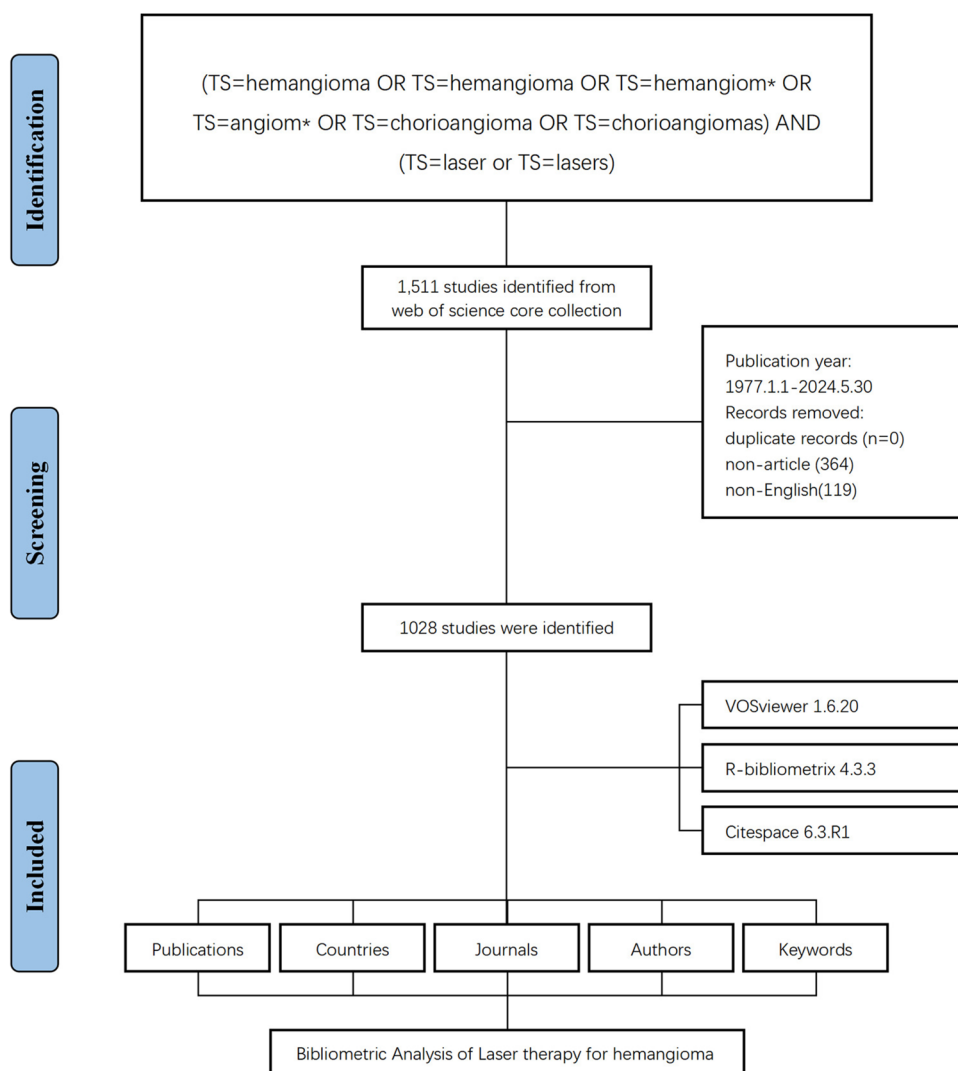 Identification
(TS=hemangioma OR TS=hemangioma OR TS=hemangiom* OR
TS=angiom* OR TS=chorioangioma OR TS=chorioangiomas) AND
(TS=laser or TS=lasers)
1,511 studies identified from
web of science core collection
Screening
Publication year:
1977.1.1-2024.5.30
Records removed:
duplicate records (n=0)
non-article (364)
non-English(119)
1028 studies were identified
Included
VOSviewer 1.6.20
R-bibliometrix 4.3.3
Citespace 6.3.R1
Publications
Countries
Journals
Authors
Keywords
Bibliometric Analysis of Laser therapy for hemangioma